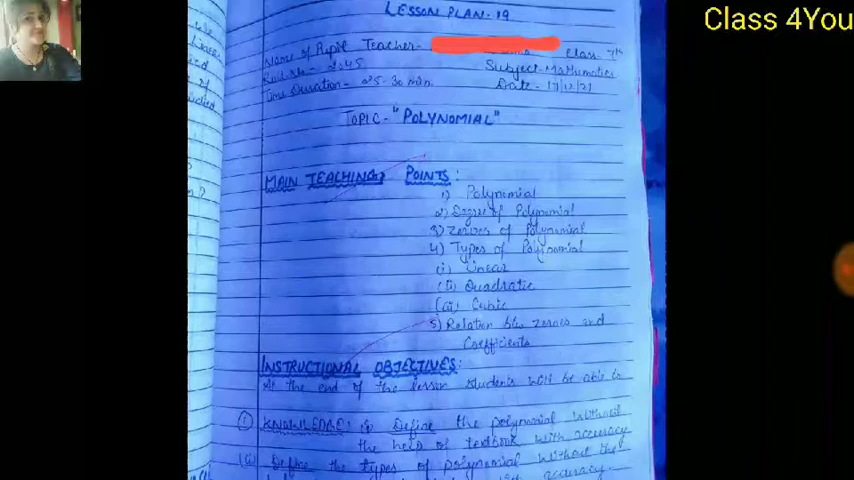 Class 4You
LESSON PLAN-19
Name of Pupil Teacher- Class- 7th
Roll No.- 2045 Subject- Mathematics
Time Duration- 25-30 min. Date- 17/12/21
TOPIC- "POLYNOMIAL"
MAIN TEACHING POINTS:
1) Polynomial
2) Degree of Polynomial
3) Zeroes of Polynomial
4) Types of Polynomial
(i) Linear
(ii) Quadratic
(iii) Cubic
5) Relation b/w zeroes and
Coefficients
INSTRUCTIONAL OBJECTIVES:
At the end of the lesson students will be able to
(i) KNOWLEDGE: (i) Define the polynomial without
the help of textbook with accuracy
(ii) Define the types of polynomial without the
accuracy.